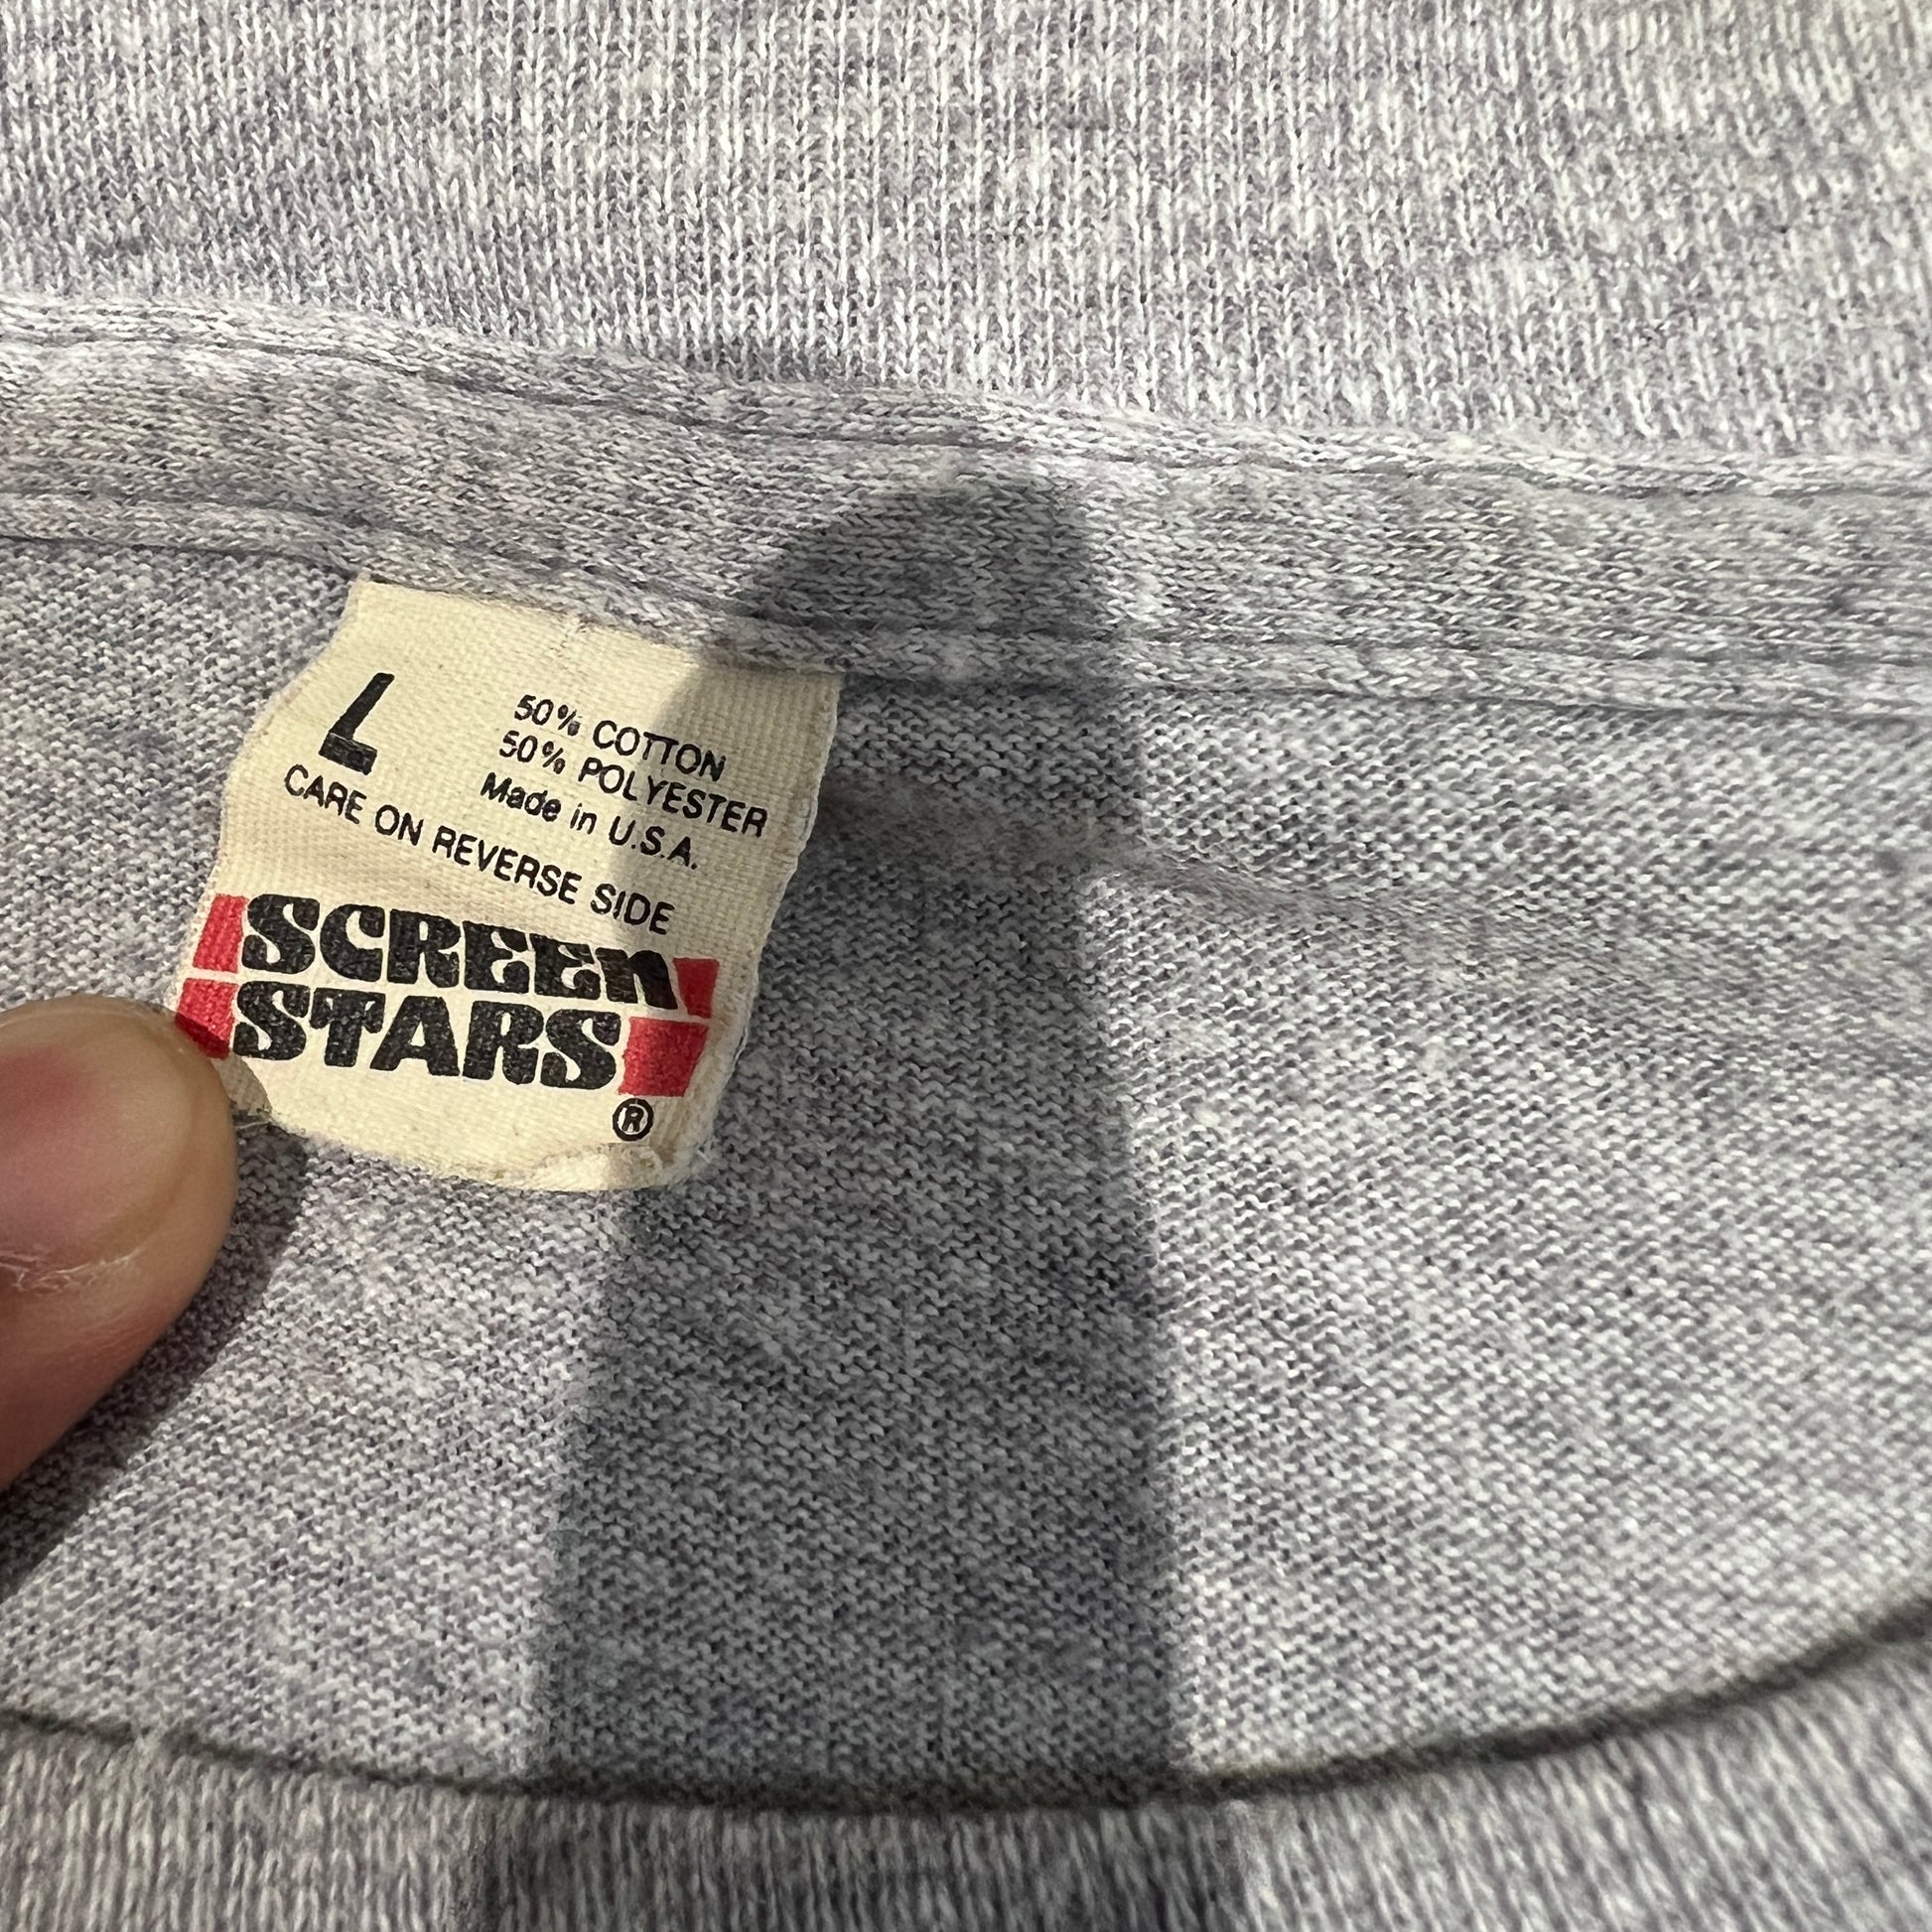 L
50% COTTON
50% POLYESTER
Made in U.S.A.
CARE ON REVERSE SIDE
SCREEN
STARS
®